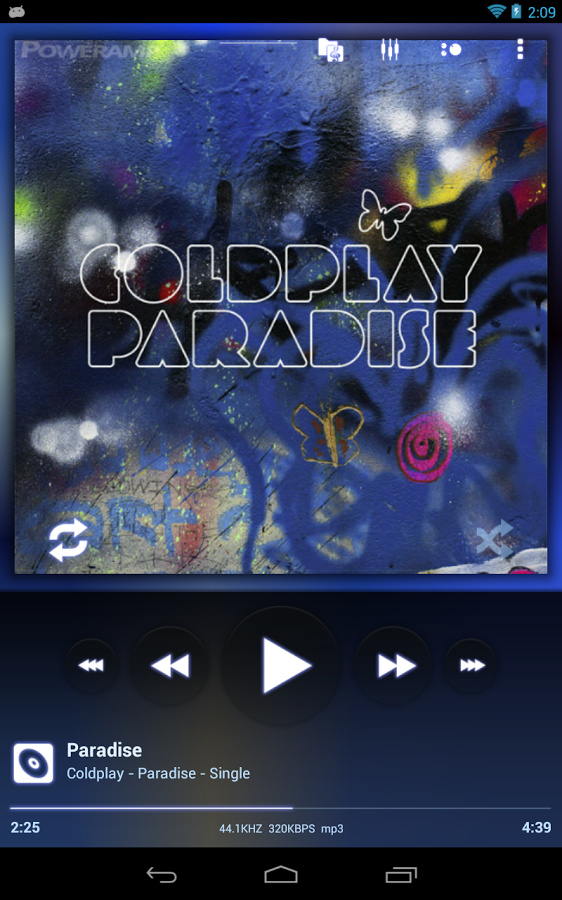 2:09
POWERAMP
COLDPLAY
PARADISE
Paradise
Coldplay - Paradise - Single
2:25
44.1KHZ 320KBPS mp3
4:39